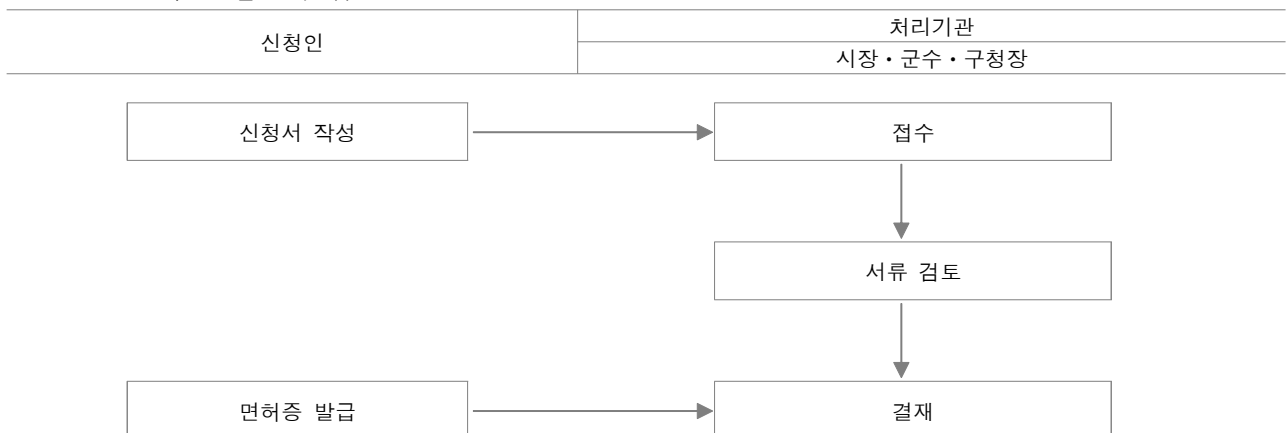 신청인
처리기관
시장・군수・구청장
신청서 작성
접수
서류 검토
면허증 발급
결재